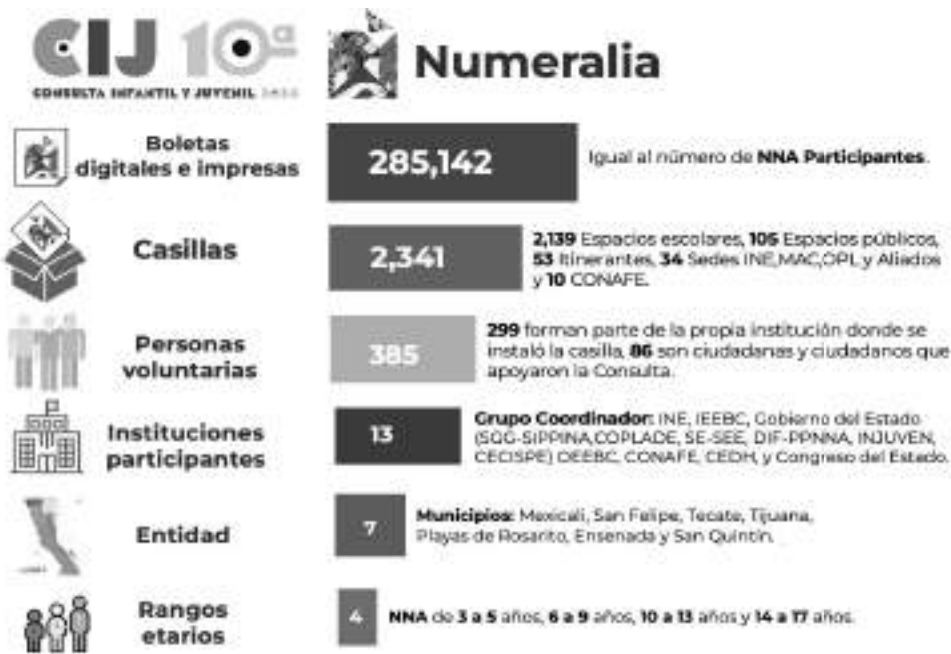 CIJ 10ª
CONSULTA INFANTIL Y JUVENIL
Numeralia
Boletas
digitales e impresas
285,142
Igual al número de NNA Participantes.
Casillas
2,341
2,139 Espacios escolares, 105 Espacios públicos,
53 Itinerantes, 34 Sedes INE,MAC,OPL y Aliados
y 10 CONAFE.
Personas
voluntarias
385
299 forman parte de la propia institución donde se
instaló la casilla, 86 son ciudadanas y ciudadanos que
apoyaron la Consulta.
Instituciones
participantes
13
Grupo Coordinador: INE, IEEBC, Gobierno del Estado
(SGG-SIPPINA,COPLADE, SE-SEE, DIF-PPNNA, INJUVEN,
CECISPE) OEEBC, CONAFE, CEDH, y Congreso del Estado.
Entidad
7
Municipios: Mexicali, San Felipe, Tecate, Tijuana,
Playas de Rosarito, Ensenada y San Quintín.
Rangos
etarios
4
NNA de 3 a 5 años, 6 a 9 años, 10 a 13 años y 14 a 17 años.